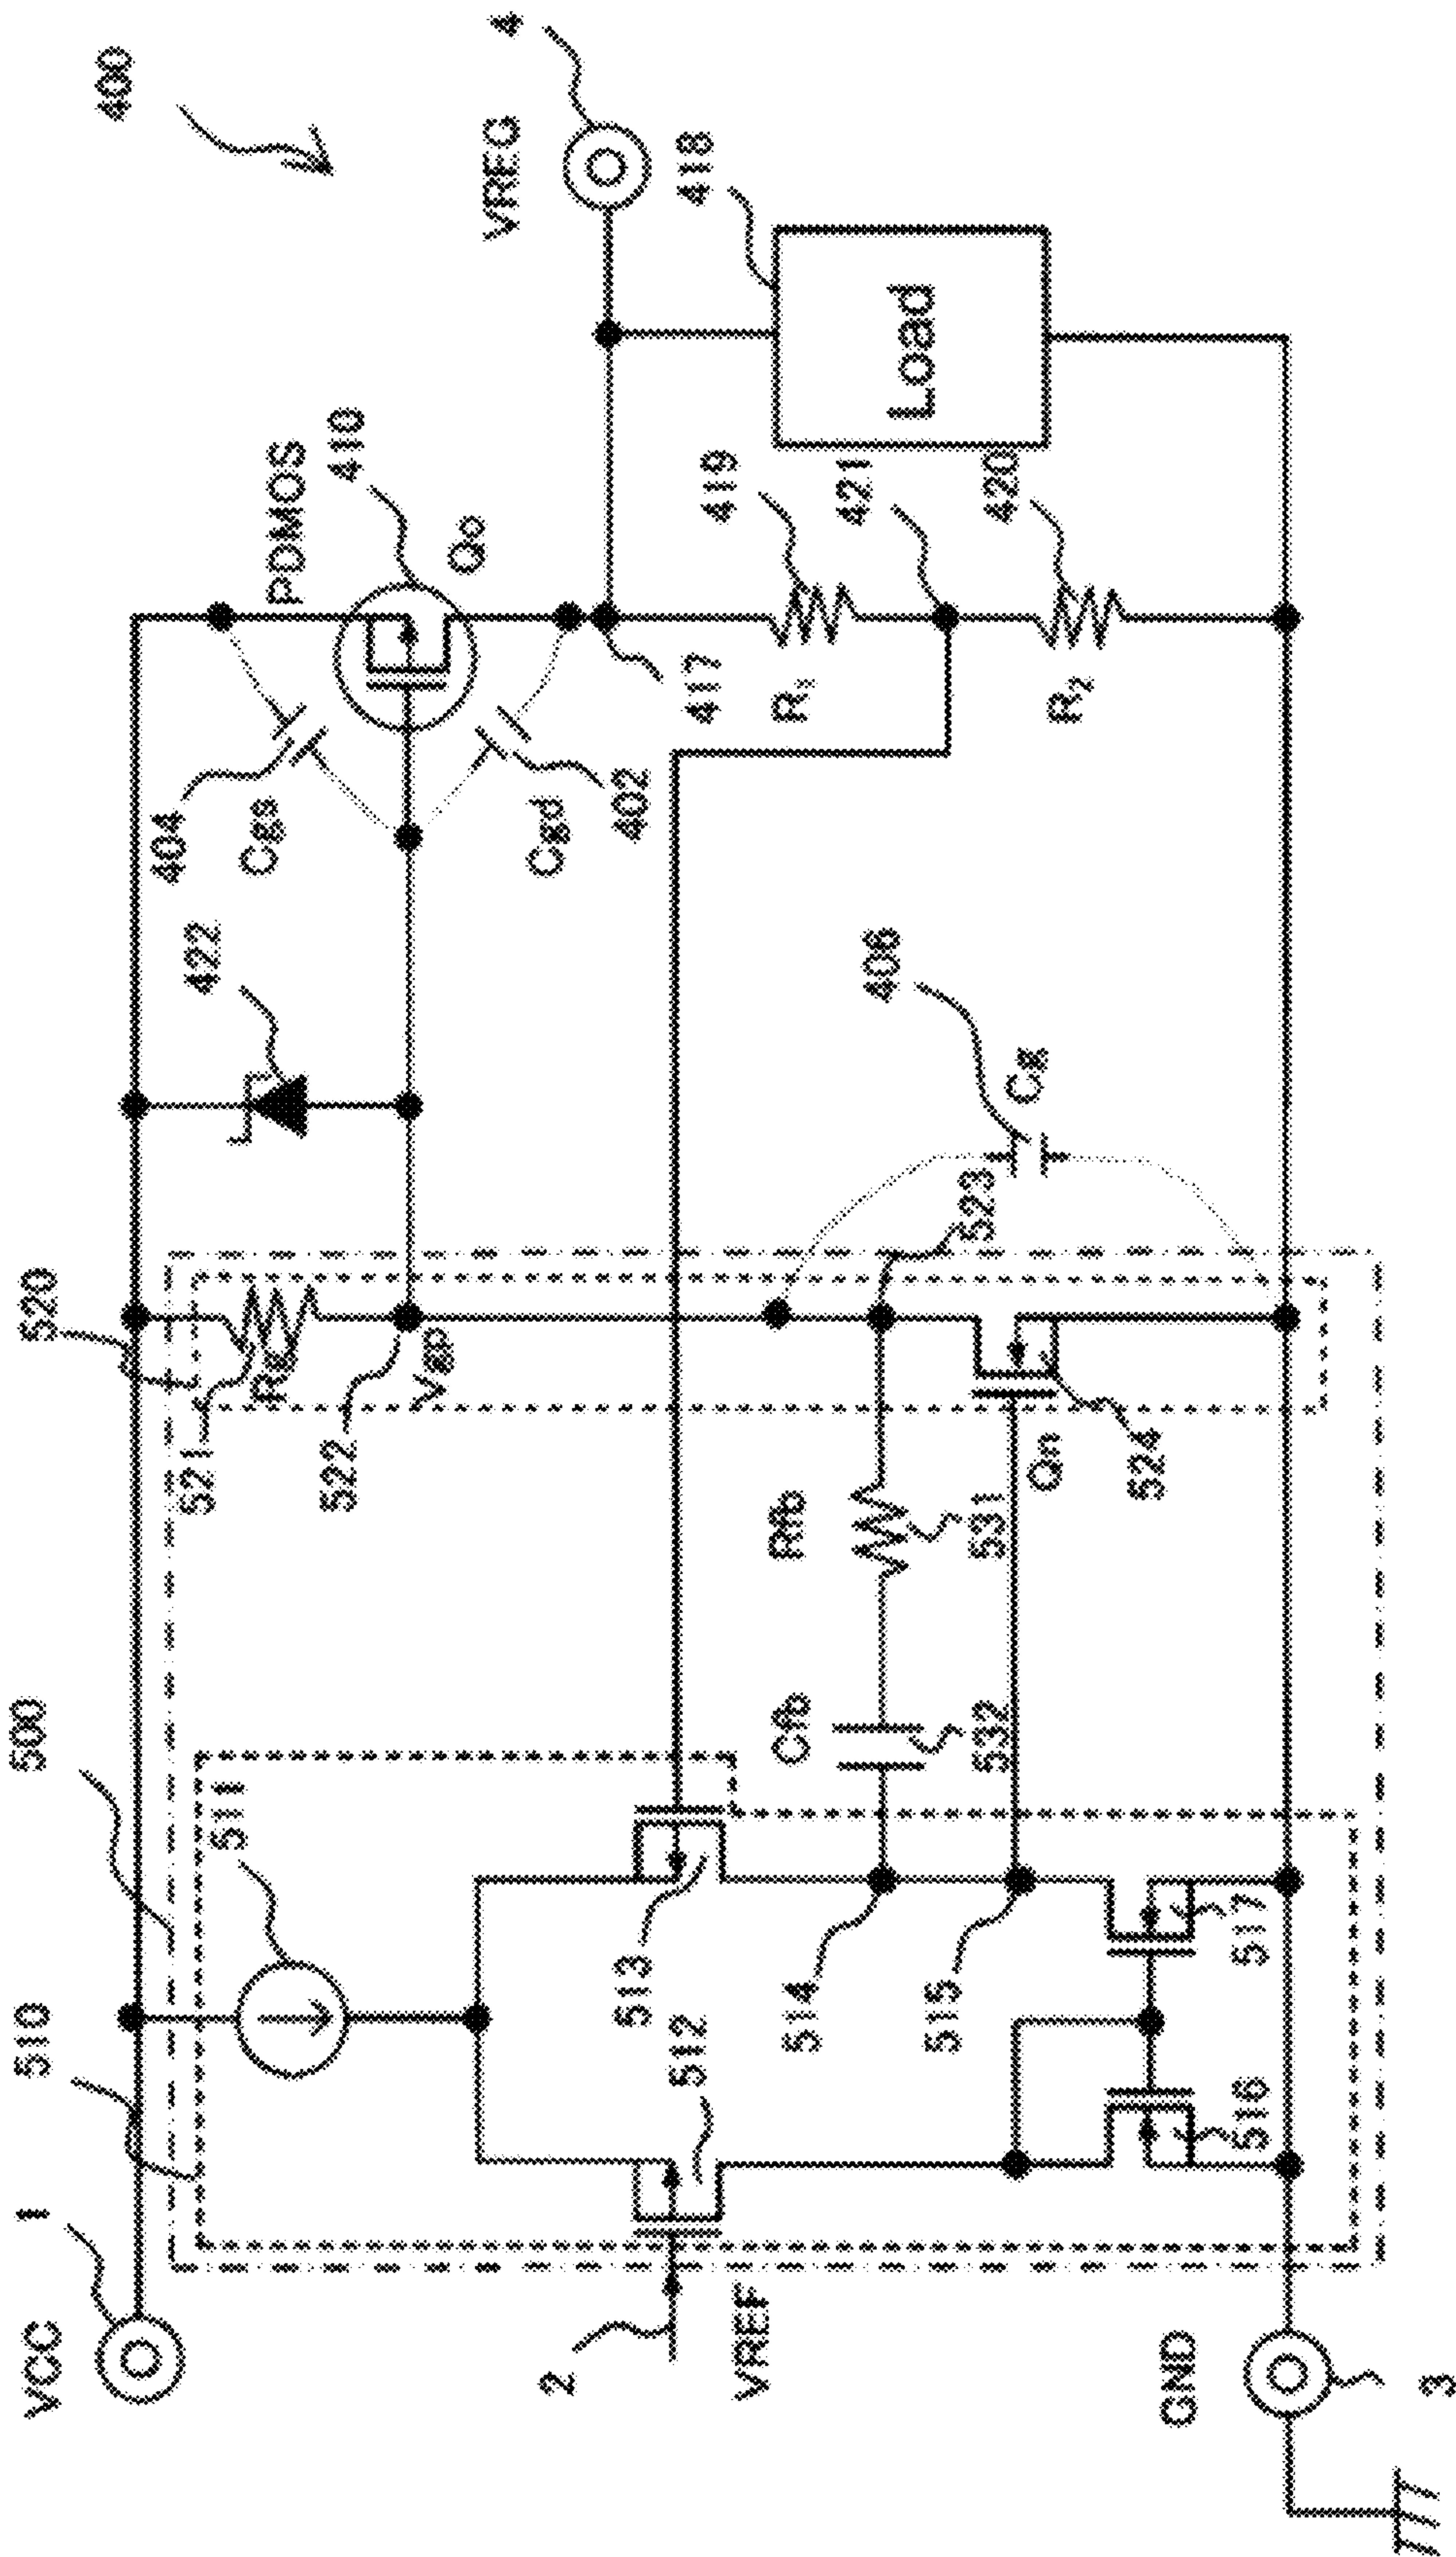 400
VCC
1
510
500
520
422
404
Cgs
PDMOS
410
Qo
VREG
4
511
521
Rg
522
Vgp
Cgd
402
417
R1
419
421
418
Load
2
VREF
512
513
514
515
Cfb
532
Rfb
531
523
406
Cg
R2
420
516
517
Qn
524
GND
3